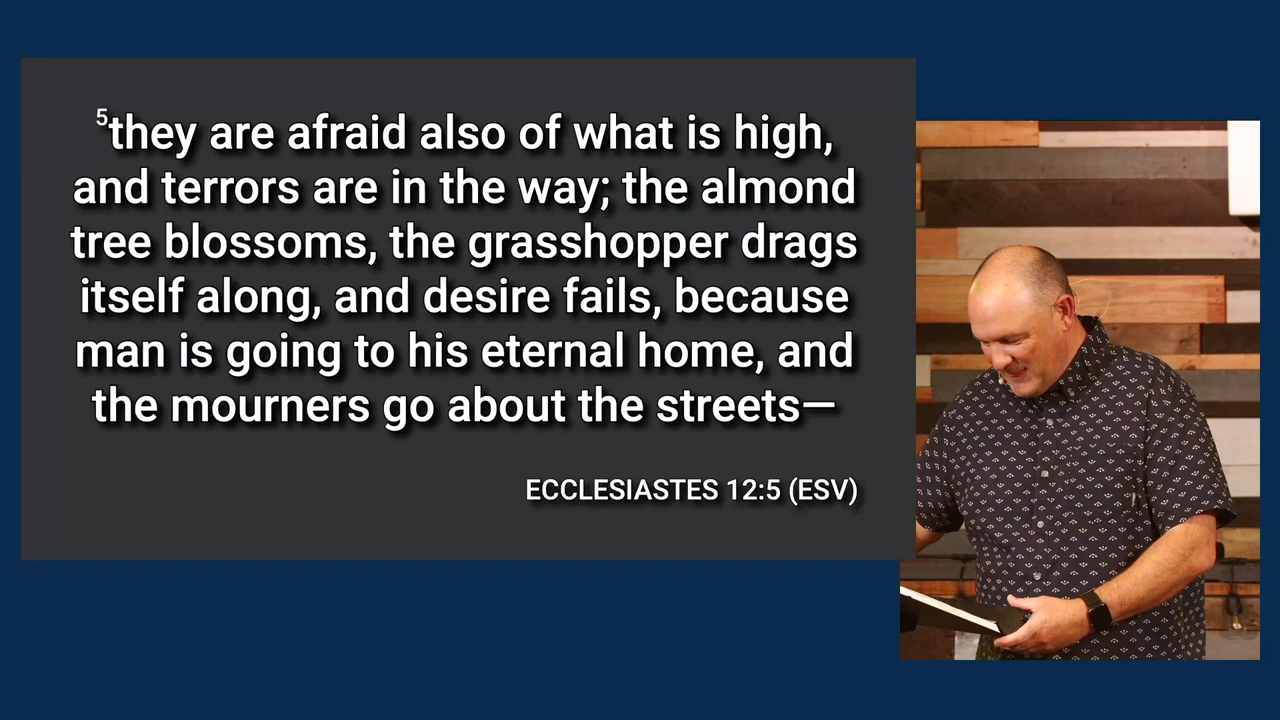 ⁵they are afraid also of what is high,
and terrors are in the way; the almond
tree blossoms, the grasshopper drags
itself along, and desire fails, because
man is going to his eternal home, and
the mourners go about the streets—
ECCLESIASTES 12:5 (ESV)